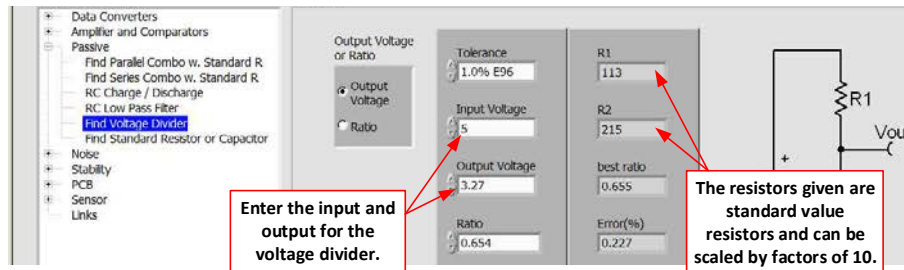 Data Converters
Amplifier and Comparators
Passive
Find Parallel Combo w. Standard R
Find Series Combo w. Standard R
RC Charge / Discharge
RC Low Pass Filter
Find Voltage Divider
Find Standard Resistor or Capacitor
Noise
Stability
PCB
Sensor
Links
Output Voltage
or Ratio
Output
Voltage
Ratio
Tolerance
1.0% E96
Input Voltage
5
Output Voltage
3.27
Ratio
0.654
R1
113
R2
215
best ratio
0.655
Error(%)
0.227
R1
Vou
+
Enter the input and
output for the
voltage divider.
The resistors given are
standard value
resistors and can be
scaled by factors of 10.